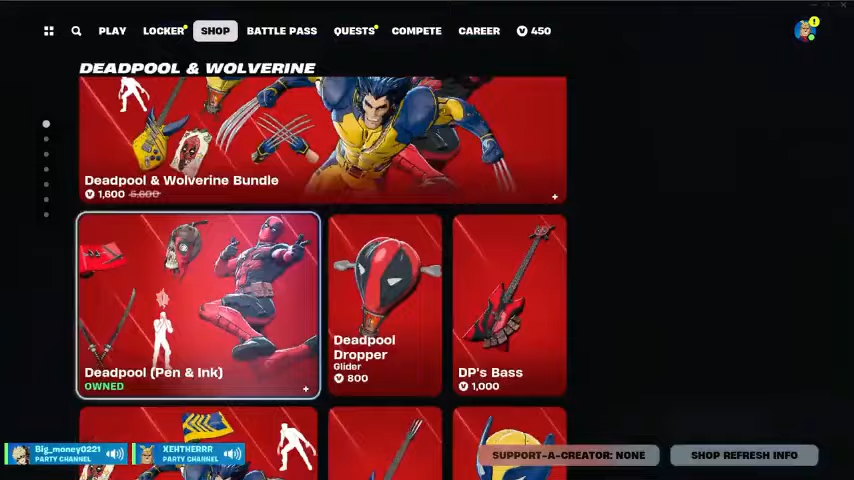 PLAY LOCKER SHOP BATTLE PASS QUESTS COMPETE CAREER 450
DEADPOOL & WOLVERINE
Deadpool & Wolverine Bundle
1,600 5,600
Deadpool (Pen & Ink)
OWNED
Deadpool
Dropper
Glider
800
DP's Bass
1,000
Big_money0221
PARTY CHANNEL
XEHTHERRR
PARTY CHANNEL
SUPPORT-A-CREATOR: NONE
SHOP REFRESH INFO